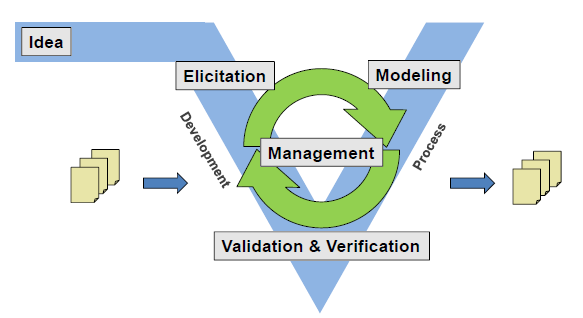 Idea
Elicitation
Modeling
Development
Management
Process
Validation & Verification